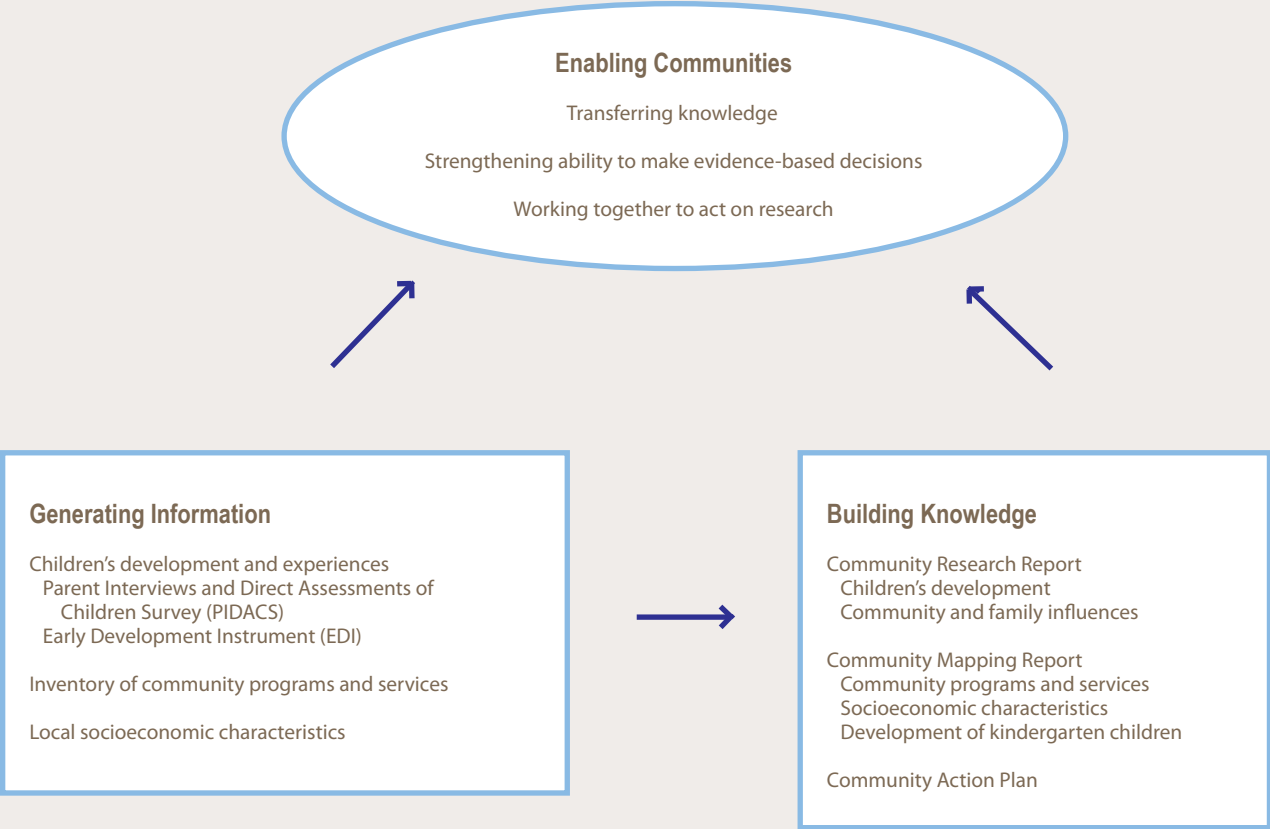 Enabling Communities
Transferring knowledge
Strengthening ability to make evidence-based decisions
Working together to act on research
Generating Information
Children’s development and experiences
Parent Interviews and Direct Assessments of
Children Survey (PIDACS)
Early Development Instrument (EDI)
Inventory of community programs and services
Local socioeconomic characteristics
Building Knowledge
Community Research Report
Children’s development
Community and family influences
Community Mapping Report
Community programs and services
Socioeconomic characteristics
Development of kindergarten children
Community Action Plan